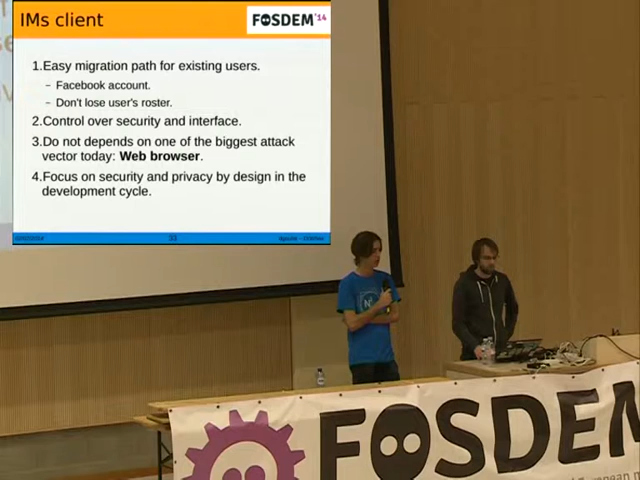 IMs client
FOSDEM'14
1.Easy migration path for existing users.
– Facebook account.
– Don't lose user's roster.
2.Control over security and interface.
3.Do not depends on one of the biggest attack
vector today: Web browser.
4.Focus on security and privacy by design in the
development cycle.
33
N
FOSDEM